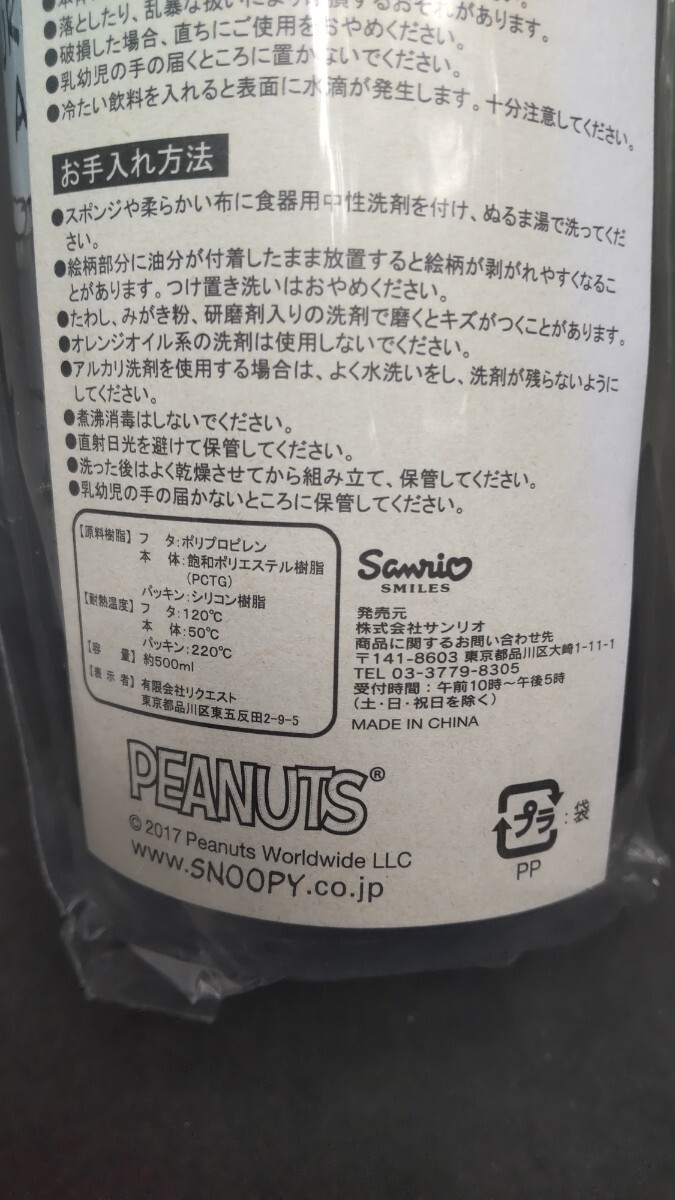 ●落としたり、乱暴な扱いにより破損するおそれがあります。
●破損した場合、直ちにご使用をおやめください。
●乳幼児の手の届くところに置かないでください。
●冷たい飲料を入れると表面に水滴が発生します。十分注意してください。
お手入れ方法
●スポンジや柔らかい布に食器用中性洗剤を付け、ぬるま湯で洗ってくだ
さい。
●絵柄部分に油分が付着したまま放置すると絵柄が剥がれやすくなるこ
とがあります。つけ置き洗いはおやめください。
●たわし、みがき粉、研磨剤入りの洗剤で磨くとキズがつくことがあります。
●オレンジオイル系の洗剤は使用しないでください。
●アルカリ洗剤を使用する場合は、よく水洗いをし、洗剤が残らないように
してください。
●煮沸消毒はしないでください。
●直射日光を避けて保管してください。
●洗った後はよく乾燥させてから組み立て、保管してください。
●乳幼児の手の届かないところに保管してください。
【原料樹脂】フ タ:ポリプロピレン
本 体:飽和ポリエステル樹脂
(PCTG)
パッキン:シリコン樹脂
【耐熱温度】フ タ:120℃
本 体:50℃
パッキン:220℃
【容 量】約500ml
【表示者】有限会社リクエスト
東京都品川区東五反田2-9-5
Sanrio
SMILES
発売元
株式会社サンリオ
商品に関するお問い合わせ先
〒141-8603 東京都品川区大崎1-11-1
TEL 03-3779-8305
受付時間：午前10時～午後5時
(土・日・祝日を除く)
MADE IN CHINA
PEANUTS®
© 2017 Peanuts Worldwide LLC
www.SNOOPY.co.jp
プラ:袋
PP